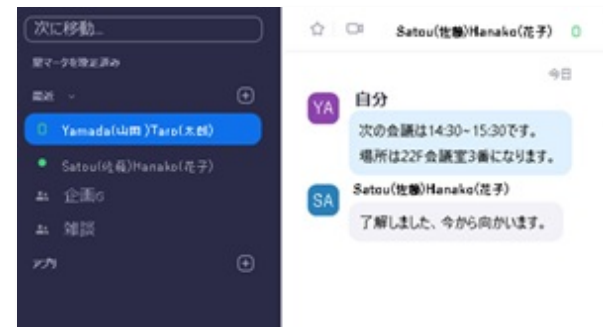 次に移動...
最近
Yamada(山田)Taro(太郎)
Satou(佐藤)Hanako(花子)
企画G
雑談
アプリ
Satou(佐藤)Hanako(花子)
今日
YA
自分
次の会議は14:30~15:30です。
場所は22F会議室3番になります。
SA
Satou(佐藤)Hanako(花子)
了解しました、今から向かいます。